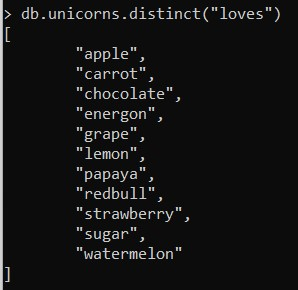 > db.unicorns.distinct("loves")
[
        "apple",
        "carrot",
        "chocolate",
        "energon",
        "grape",
        "lemon",
        "papaya",
        "redbull",
        "strawberry",
        "sugar",
        "watermelon"
]